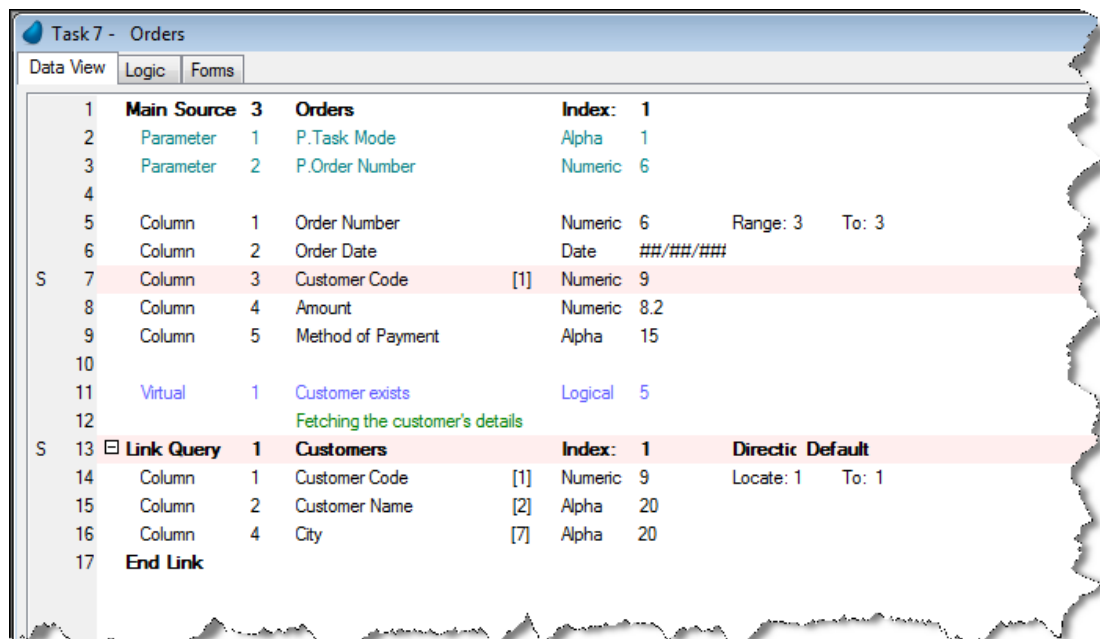 Task 7 - Orders
Data View Logic Forms
1 Main Source 3 Orders Index: 1
2 Parameter 1 P.Task Mode Alpha 1
3 Parameter 2 P.Order Number Numeric 6
4
5 Column 1 Order Number Numeric 6 Range: 3 To: 3
6 Column 2 Order Date Date ##/##/###
S 7 Column 3 Customer Code [1] Numeric 9
8 Column 4 Amount Numeric 8.2
9 Column 5 Method of Payment Alpha 15
10
11 Virtual 1 Customer exists Logical 5
12 Fetching the customer's details
S 13 Link Query 1 Customers Index: 1 Directic Default
14 Column 1 Customer Code [1] Numeric 9 Locate: 1 To: 1
15 Column 2 Customer Name [2] Alpha 20
16 Column 4 City [7] Alpha 20
17 End Link